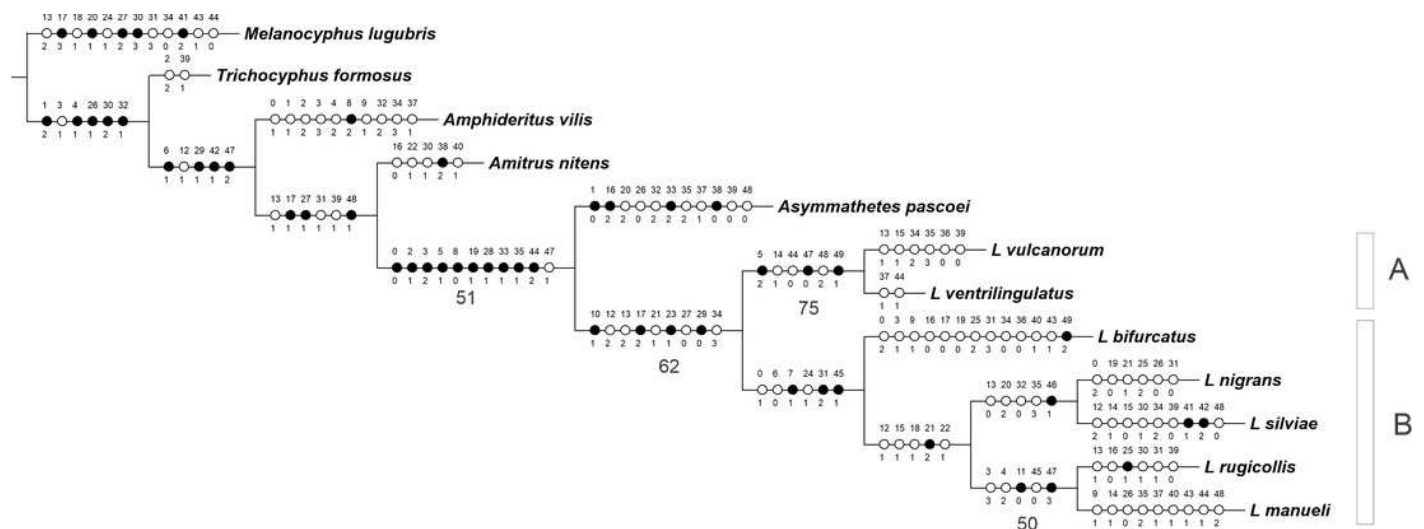 13 17 18 20 24 27 30 31 34 41 43 44
Melanocyphus lugubris
2 3 1 1 1 2 3 3 0 2 1 0
2 39
Trichocyphus formosus
2 1
1 3 4 26 30 32
2 1 1 1 2 1
0 1 2 3 4 8 9 32 34 37
Amphideritus vilis
1 1 2 3 2 2 1 2 3 1
6 12 29 42 47
1 1 1 1 2
16 22 30 38 40
Amitrus nitens
0 1 1 2 1
13 17 27 31 39 48
1 1 1 1 1 1
1 16 20 26 32 33 35 37 38 39 48
Asymmathetes pascoei
0 2 2 0 2 2 2 1 0 0 0
0 2 3 5 8 19 28 33 35 44 47
0 1 2 1 0 1 1 1 1 2 1
51
13 15 34 35 36 39
L vulcanorum
1 1 2 3 0 0
5 14 44 47 48 49
2 1 0 0 2 1
75
37 44
L ventrilingulatus
1 1
A
10 12 13 17 21 23 27 29 34
1 2 2 2 1 1 0 0 3
62
0 3 9 16 17 19 25 31 34 36 40 43 49
L bifurcatus
2 1 1 0 0 0 2 3 0 0 1 1 2
0 6 7 24 31 45
1 0 1 1 2 1
0 19 21 25 26 31
L nigrans
2 0 1 2 0 0
13 20 32 35 46
0 2 0 3 1
12 14 15 30 34 39 41 42 48
L silviae
2 1 0 1 2 0 1 2 0
B
12 15 18 21 22
1 1 1 2 1
13 16 25 30 31 39
L rugicollis
1 0 1 1 1 0
3 4 11 45 47
3 2 0 0 3
50
9 14 26 35 37 40 43 44 48
L manueli
1 1 0 2 1 1 1 1 2